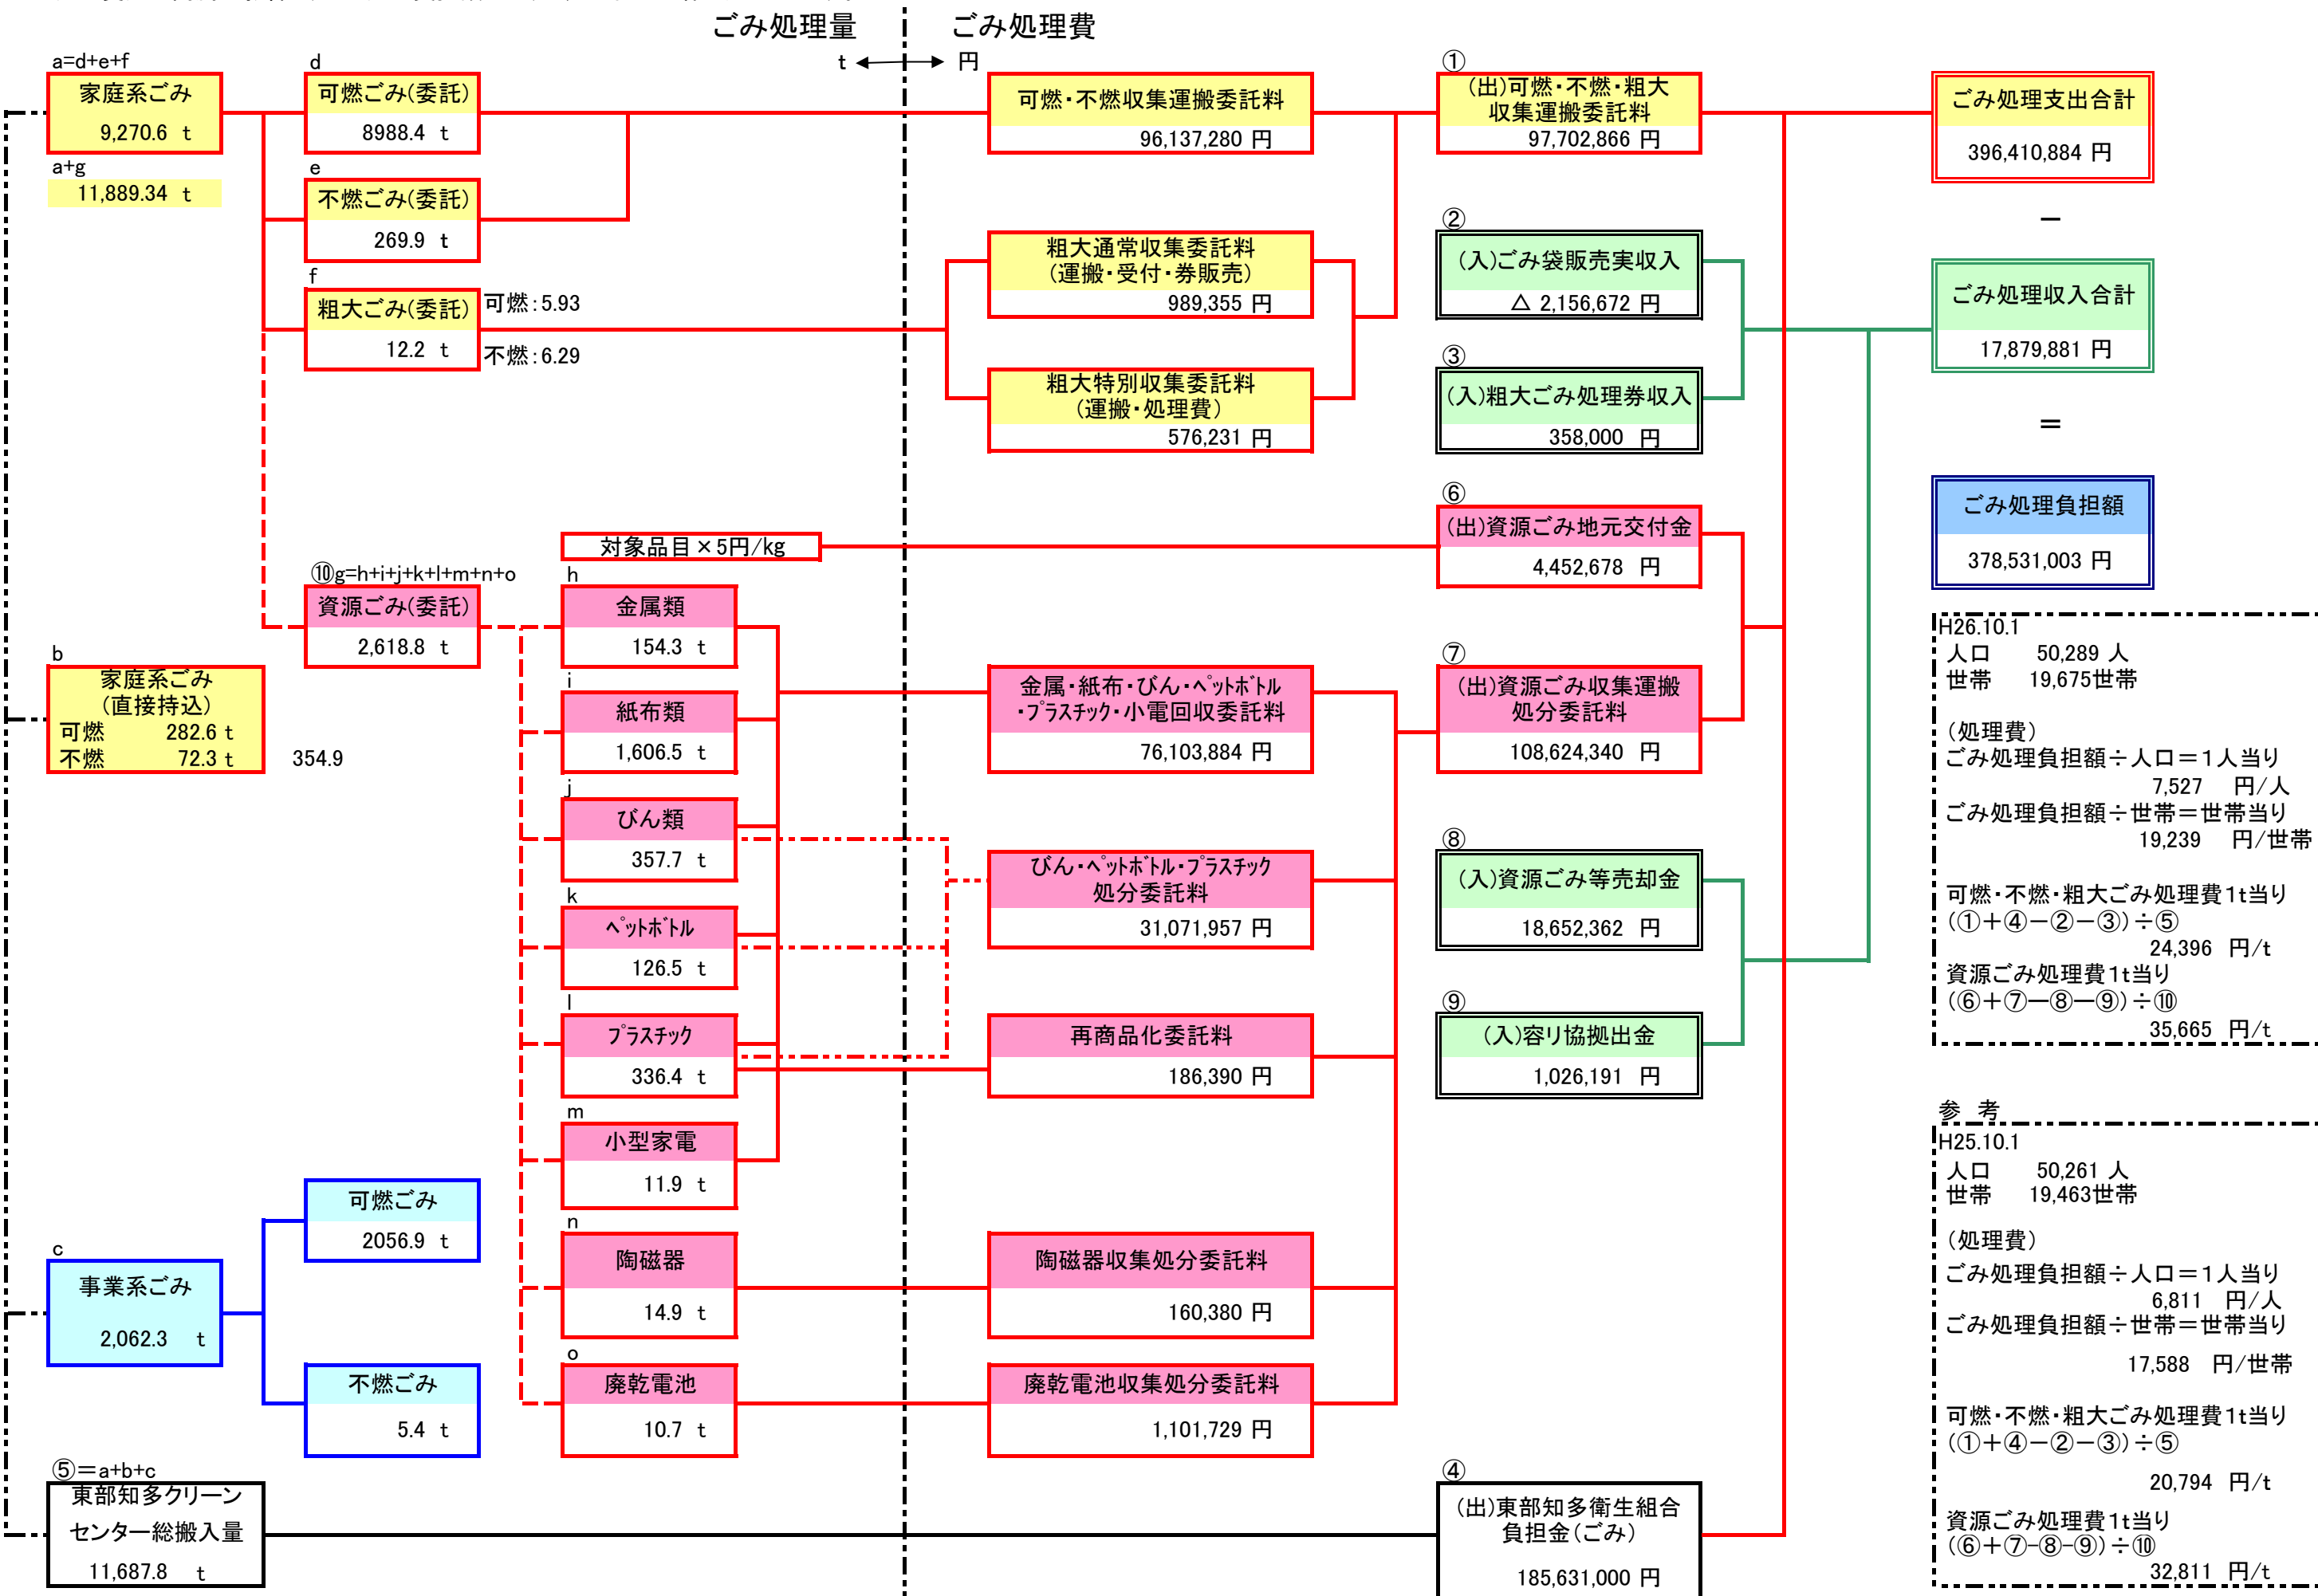 ごみ処理量
ごみ処理費
t
円
a=d+e+f
家庭系ごみ
9,270.6 t
a+g
11,889.34 t
d
可燃ごみ(委託)
8988.4 t
e
不燃ごみ(委託)
269.9 t
f
粗大ごみ(委託)
12.2 t
可燃:5.93
不燃:6.29
可燃・不燃収集運搬委託料
96,137,280 円
粗大通常収集委託料
(運搬・受付・券販売)
989,355 円
粗大特別収集委託料
(運搬・処理費)
576,231 円
①
(出)可燃・不燃・粗大
収集運搬委託料
97,702,866 円
②
(入)ごみ袋販売実収入
△ 2,156,672 円
③
(入)粗大ごみ処理券収入
358,000 円
ごみ処理支出合計
396,410,884 円
−
ごみ処理収入合計
17,879,881 円
=
ごみ処理負担額
378,531,003 円
対象品目×5円/kg
⑥
(出)資源ごみ地元交付金
4,452,678 円
⑩g=h+i+j+k+l+m+n+o
資源ごみ(委託)
2,618.8 t
b
家庭系ごみ
(直接持込)
可燃 282.6 t
不燃 72.3 t
354.9
h
金属類
154.3 t
i
紙布類
1,606.5 t
j
びん類
357.7 t
k
ペットボトル
126.5 t
l
プラスチック
336.4 t
m
小型家電
11.9 t
n
陶磁器
14.9 t
o
廃乾電池
10.7 t
金属・紙布・びん・ペットボトル
・プラスチック・小電回収委託料
76,103,884 円
びん・ペットボトル・プラスチック
処分委託料
31,071,957 円
再商品化委託料
186,390 円
陶磁器収集処分委託料
160,380 円
廃乾電池収集処分委託料
1,101,729 円
⑦
(出)資源ごみ収集運搬
処分委託料
108,624,340 円
⑧
(入)資源ごみ等売却金
18,652,362 円
⑨
(入)容リ協拠出金
1,026,191 円
c
事業系ごみ
2,062.3 t
可燃ごみ
2056.9 t
不燃ごみ
5.4 t
⑤=a+b+c
東部知多クリーン
センター総搬入量
11,687.8 t
④
(出)東部知多衛生組合
負担金(ごみ)
185,631,000 円
H26.10.1
人口 50,289 人
世帯 19,675世帯
(処理費)
ごみ処理負担額÷人口=1人当り
7,527 円/人
ごみ処理負担額÷世帯=世帯当り
19,239 円/世帯
可燃・不燃・粗大ごみ処理費1t当り
(①+④−②−③)÷⑤
24,396 円/t
資源ごみ処理費1t当り
(⑥+⑦ー⑧ー⑨)÷⑩
35,665 円/t
参 考
H25.10.1
人口 50,261 人
世帯 19,463世帯
(処理費)
ごみ処理負担額÷人口=1人当り
6,811 円/人
ごみ処理負担額÷世帯=世帯当り
17,588 円/世帯
可燃・不燃・粗大ごみ処理費1t当り
(①+④−②−③)÷⑤
20,794 円/t
資源ごみ処理費1t当り
(⑥+⑦-⑧-⑨)÷⑩
32,811 円/t